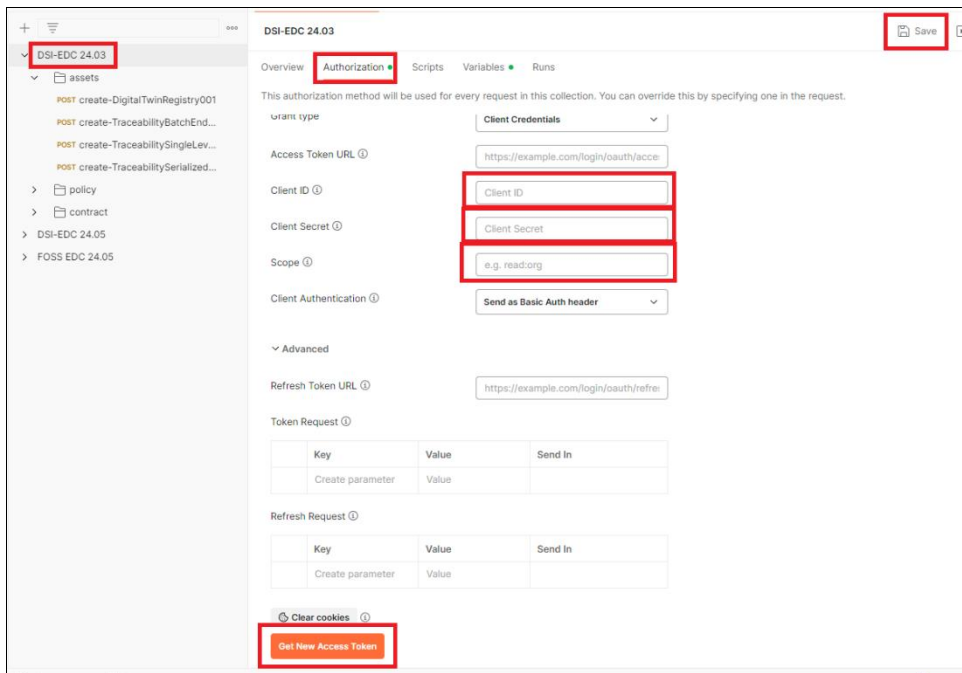 DSI-EDC 24.03
assets
POST create-DigitalTwinRegistry001
POST create-TraceabilityBatchEnd...
POST create-TraceabilitySingleLev...
POST create-TraceabilitySerialized...
policy
contract
DSI-EDC 24.05
FOSS EDC 24.05
DSI-EDC 24.03
Save
Overview Authorization Scripts Variables Runs
This authorization method will be used for every request in this collection. You can override this by specifying one in the request.
Grant type Client Credentials
Access Token URL https://example.com/login/oauth/acce
Client ID Client ID
Client Secret Client Secret
Scope e.g. read:org
Client Authentication Send as Basic Auth header
Advanced
Refresh Token URL https://example.com/login/oauth/refre
Token Request
Key Value Send In
Create parameter Value
Refresh Request
Key Value Send In
Create parameter Value
Clear cookies
Get New Access Token